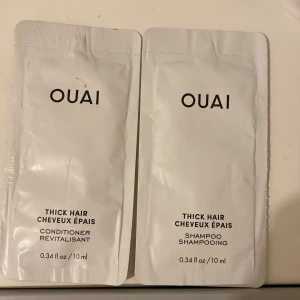 OUAI
THICK HAIR
CHEVEUX ÉPAIS
CONDITIONER
REVITALISANT
0.34 fl oz / 10 ml
OUAI
THICK HAIR
CHEVEUX ÉPAIS
SHAMPOO
SHAMPOOING
0.34 fl oz / 10 ml